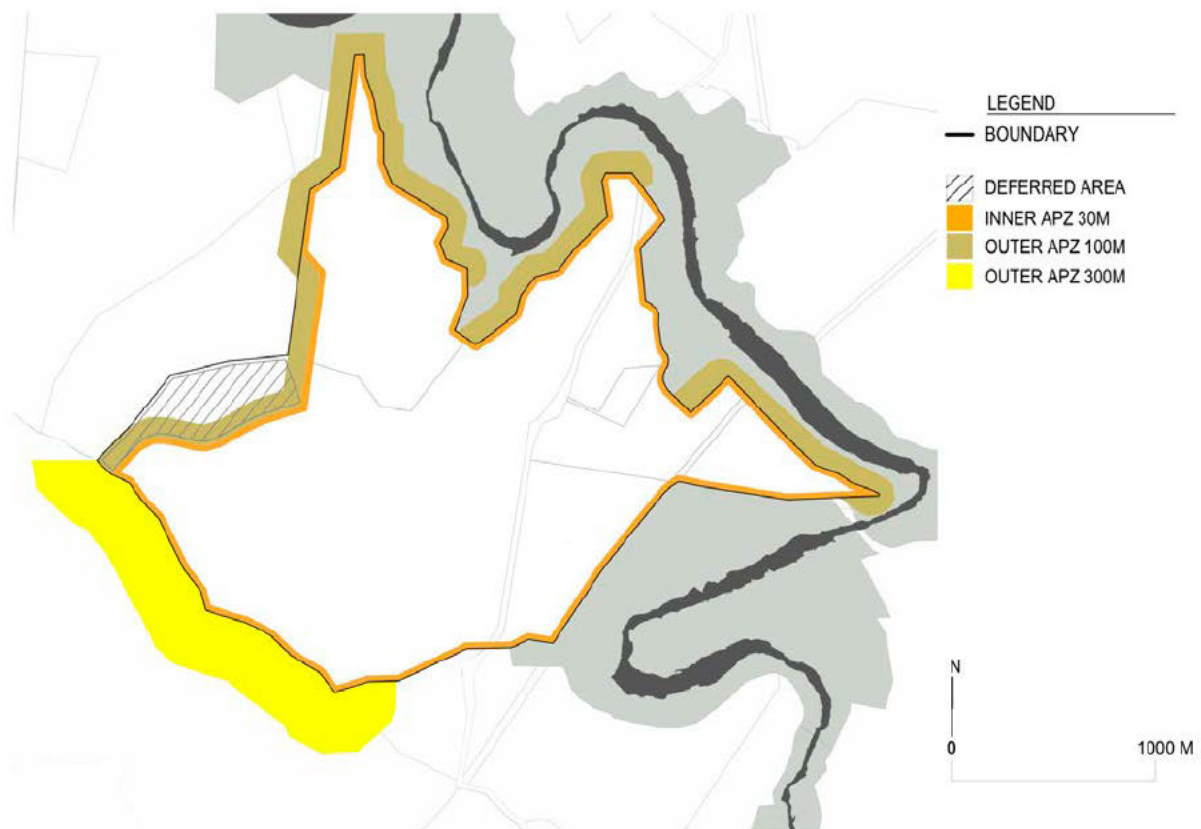 LEGEND
BOUNDARY
DEFERRED AREA
INNER APZ 30M
OUTER APZ 100M
OUTER APZ 300M
N
0 1000 M